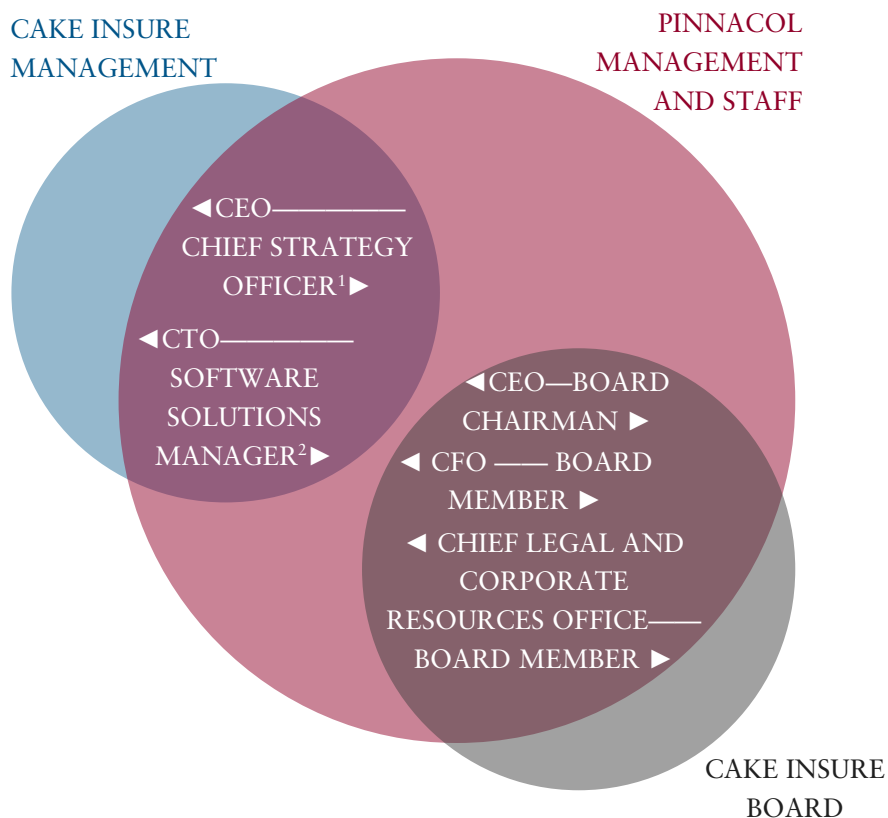 CAKE INSURE
MANAGEMENT
PINNACOL
MANAGEMENT
AND STAFF
◄CEO—————
CHIEF STRATEGY
OFFICER¹►
◄CTO—————
SOFTWARE
SOLUTIONS
MANAGER²►
◄CEO—BOARD
CHAIRMAN ►
◄ CFO —— BOARD
MEMBER ►
◄ CHIEF LEGAL AND
CORPORATE
RESOURCES OFFICE——
BOARD MEMBER ►
CAKE INSURE
BOARD